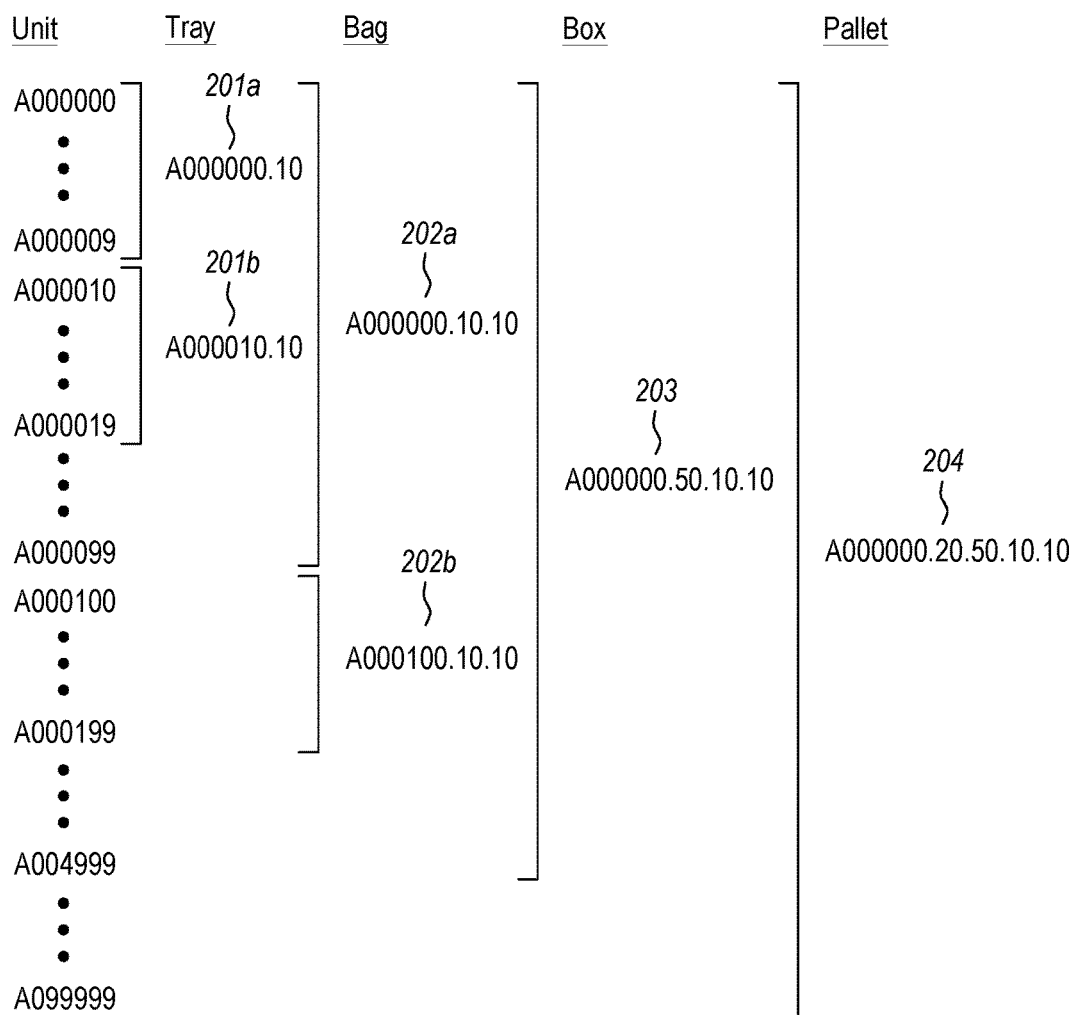 Unit Tray Bag Box Pallet
201a
A000000
A000000.10
202a
A000009
201b
A000010
A000000.10.10
A000010.10
203
A000019
204
A000000.50.10.10
A000099
202b
A000000.20.50.10.10
A000100
A000100.10.10
A000199
A004999
A099999